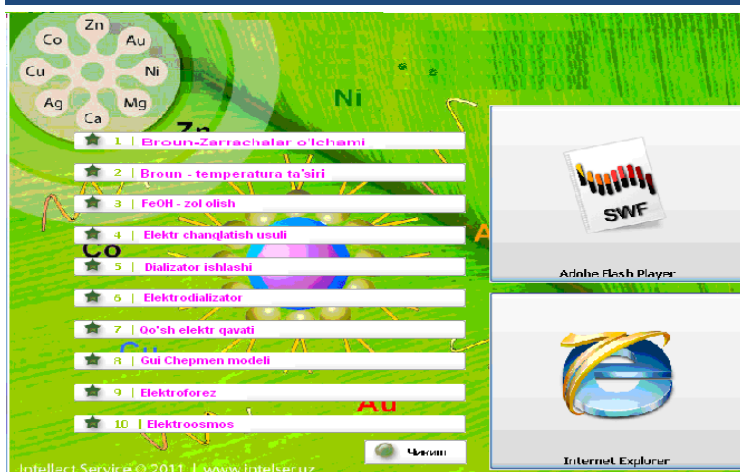 Zn
Co
Au
Cu
Ni
Ag
Mg
Ca
Ni
Zn
1 | Broun-Zarrachalar o'lchami
2 | Broun - temperatura ta'siri
3 | FeOH - zol olish
4 | Elektr changlatish usuli
Co
5 | Dializator ishlashi
6 | Elektrodializator
7 | Qo'sh elektr qavati
Cu
8 | Gui Chepmen modeli
9 | Elektroforez
Au
10 | Elektroosmos
Чикиш
Intellect Service © 2011 | www.intelser.uz
SWF
Adobe Flash Player
Internet Explorer